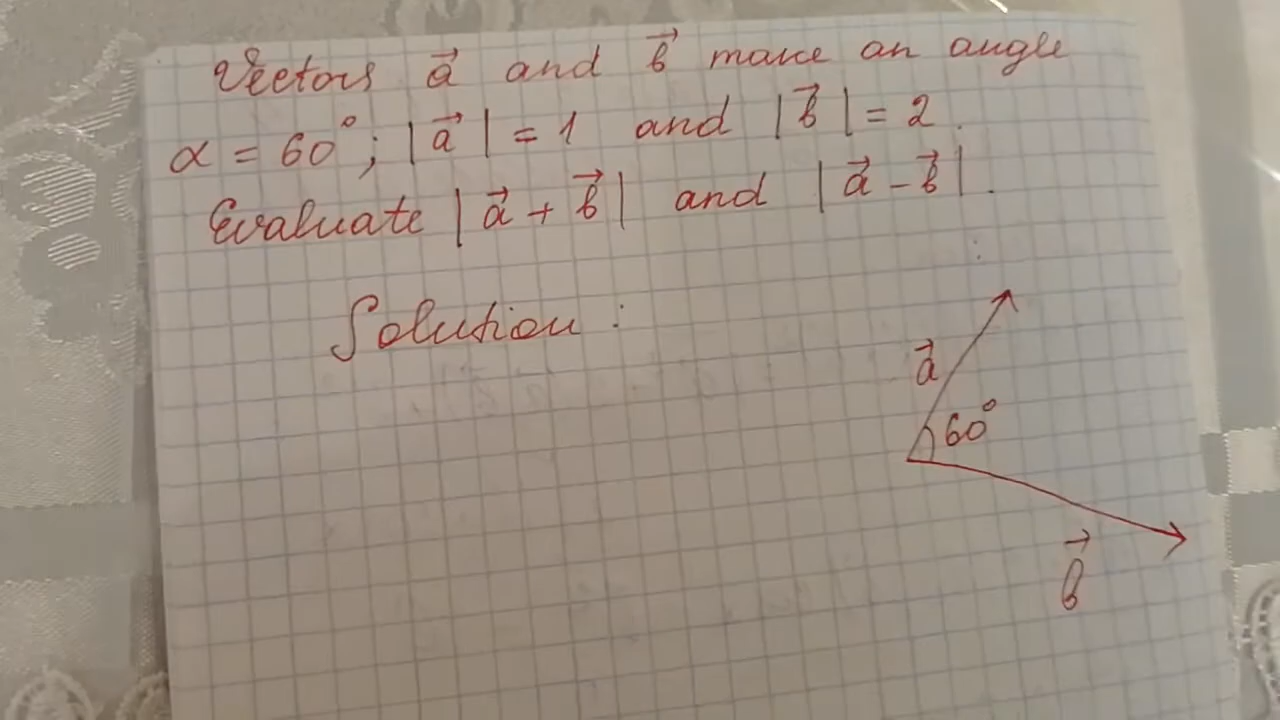 Vectors a⃗ and b⃗ make an angle
α = 60°; |a⃗| = 1 and |b⃗| = 2.
Evaluate |a⃗ + b⃗| and |a⃗ - b⃗|.
Solution:
a⃗
60°
b⃗